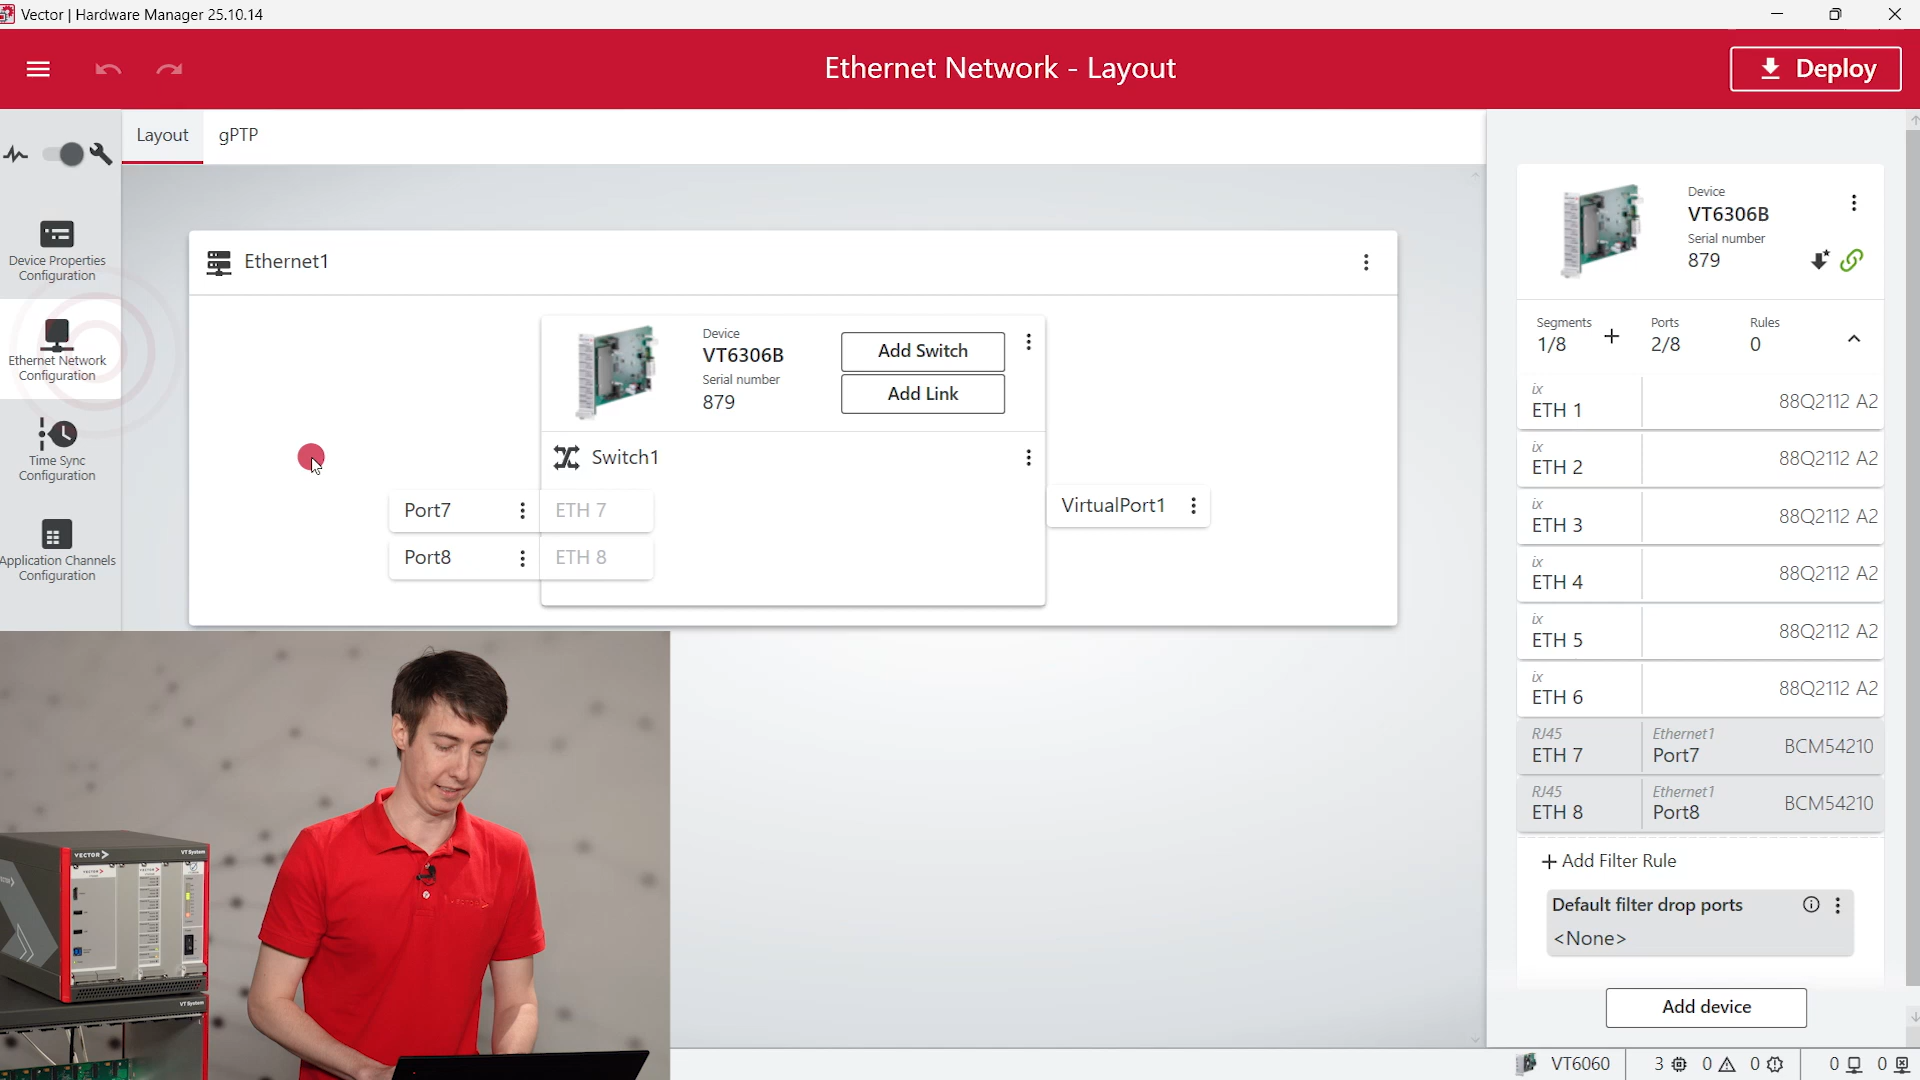 Vector | Hardware Manager 25.10.14
Ethernet Network - Layout
Deploy
Layout
gPTP
Device Properties
Configuration
Ethernet Network
Configuration
Time Sync
Configuration
Application Channels
Configuration
Ethernet1
Device
VT6306B
Serial number
879
Add Switch
Add Link
Switch1
Port7
ETH 7
Port8
ETH 8
VirtualPort1
Device
VT6306B
Serial number
879
Segments
1/8
Ports
2/8
Rules
0
ix
ETH 1
88Q2112 A2
ix
ETH 2
88Q2112 A2
ix
ETH 3
88Q2112 A2
ix
ETH 4
88Q2112 A2
ix
ETH 5
88Q2112 A2
ix
ETH 6
88Q2112 A2
RJ45
ETH 7
Ethernet1
Port7
BCM54210
RJ45
ETH 8
Ethernet1
Port8
BCM54210
+ Add Filter Rule
Default filter drop ports
<None>
Add device
VT6060
3
0
0
0
0
VECTOR
VT System
VT System